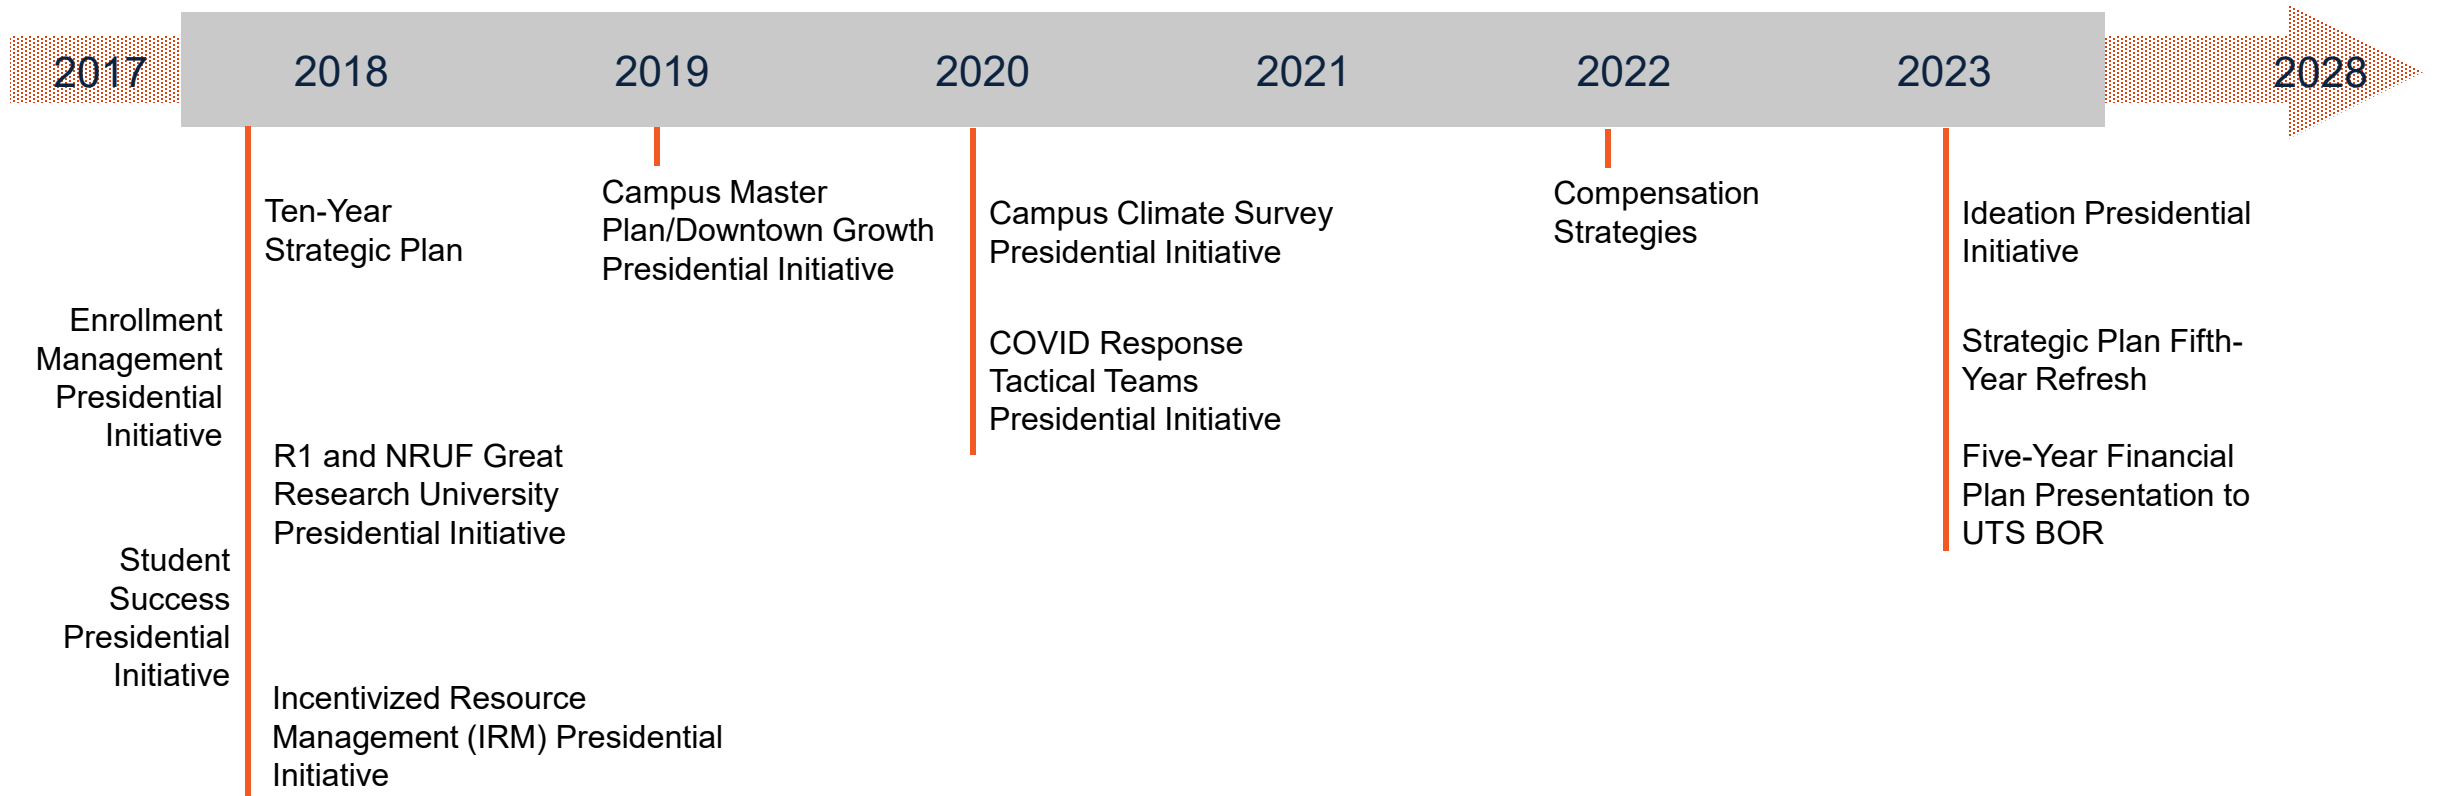 2017 2018 2019 2020 2021 2022 2023 2028
Ten-Year
Strategic Plan
Enrollment
Management
Presidential
Initiative
R1 and NRUF Great
Research University
Presidential Initiative
Student
Success
Presidential
Initiative
Incentivized Resource
Management (IRM) Presidential
Initiative
Campus Master
Plan/Downtown Growth
Presidential Initiative
Campus Climate Survey
Presidential Initiative
COVID Response
Tactical Teams
Presidential Initiative
Compensation
Strategies
Ideation Presidential
Initiative
Strategic Plan Fifth-
Year Refresh
Five-Year Financial
Plan Presentation to
UTS BOR